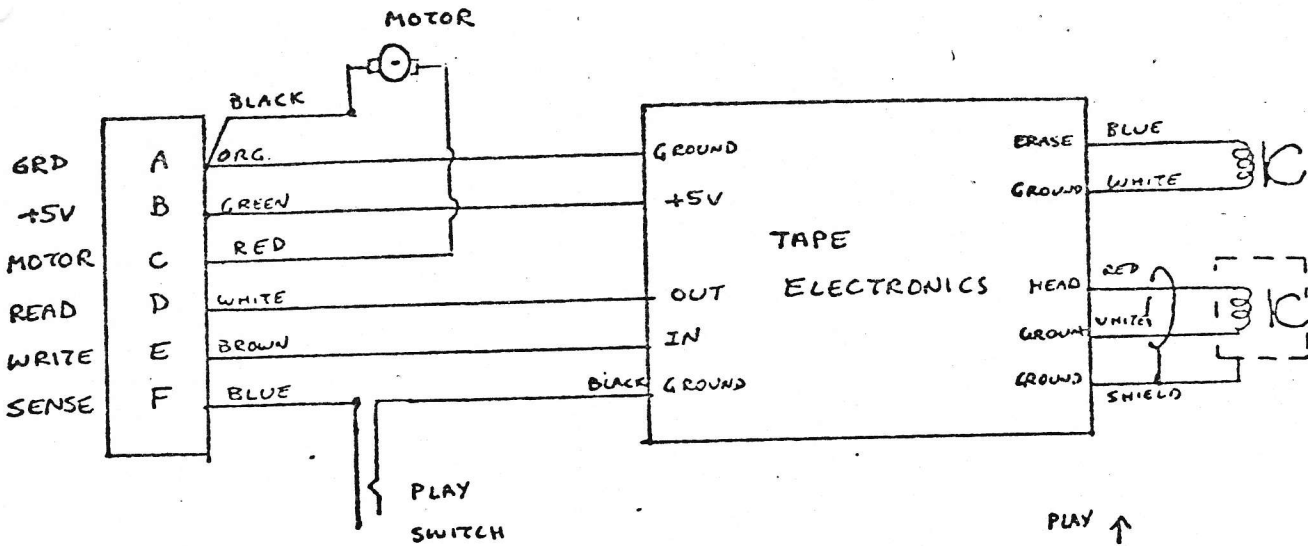 MOTOR
BLACK
GRD A ORG. GROUND
+5V B GREEN +5V
MOTOR C RED
READ D WHITE OUT
WRITE E BROWN IN
SENSE F BLUE BLACK GROUND
PLAY
SWITCH
TAPE
ELECTRONICS
ERASE BLUE
GROUND WHITE
HEAD RED
GROUN WHITE
GROUND SHIELD
PLAY ↑